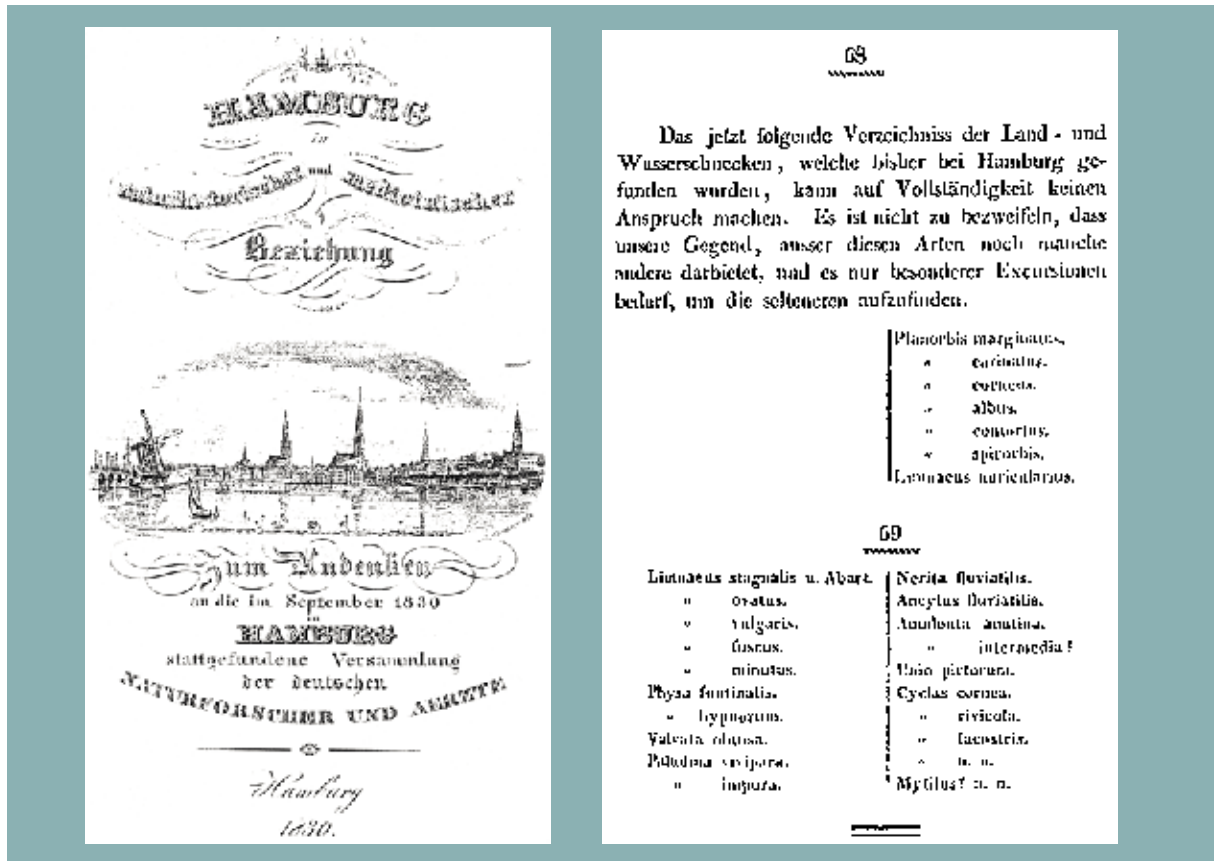 HAMBURG
in
naturhistorischer und medicinischer
Beziehung
Zum Andenken
an die im September 1830
in
HAMBURG
stattgefundene Versammlung
der deutschen
NATURFORSCHER UND AERZTE
Hamburg
1830.
68
Das jetzt folgende Verzeichniss der Land - und
Wasserschnecken, welche bisher bei Hamburg ge-
funden wurden, kann auf Vollständigkeit keinen
Anspruch machen. Es ist nicht zu bezweifeln, dass
unsere Gegend, ausser diesen Arten noch manche
andere darbietet, und es nur besonderer Excursionen
bedarf, um die selteneren aufzufinden.
Planorbis marginatus.
" carinatus.
" cornea.
" albus.
" contortus.
" spirorbis.
Limnaeus auricularius.
69
Limnaeus stagnalis u. Abart.
" ovatus.
" vulgaris.
" fuscus.
" minutus.
Physa fontinalis.
" hypnorum.
Valvata obtusa.
Paludina vivipara.
" impura.
Nerita fluviatilis.
Ancylus fluviatilis.
Anodonta anatina.
" intermedia?
Unio pictorum.
Cyclas cornea.
" rivicola.
" lacustris.
" n. n.
Mytilus? n. n.